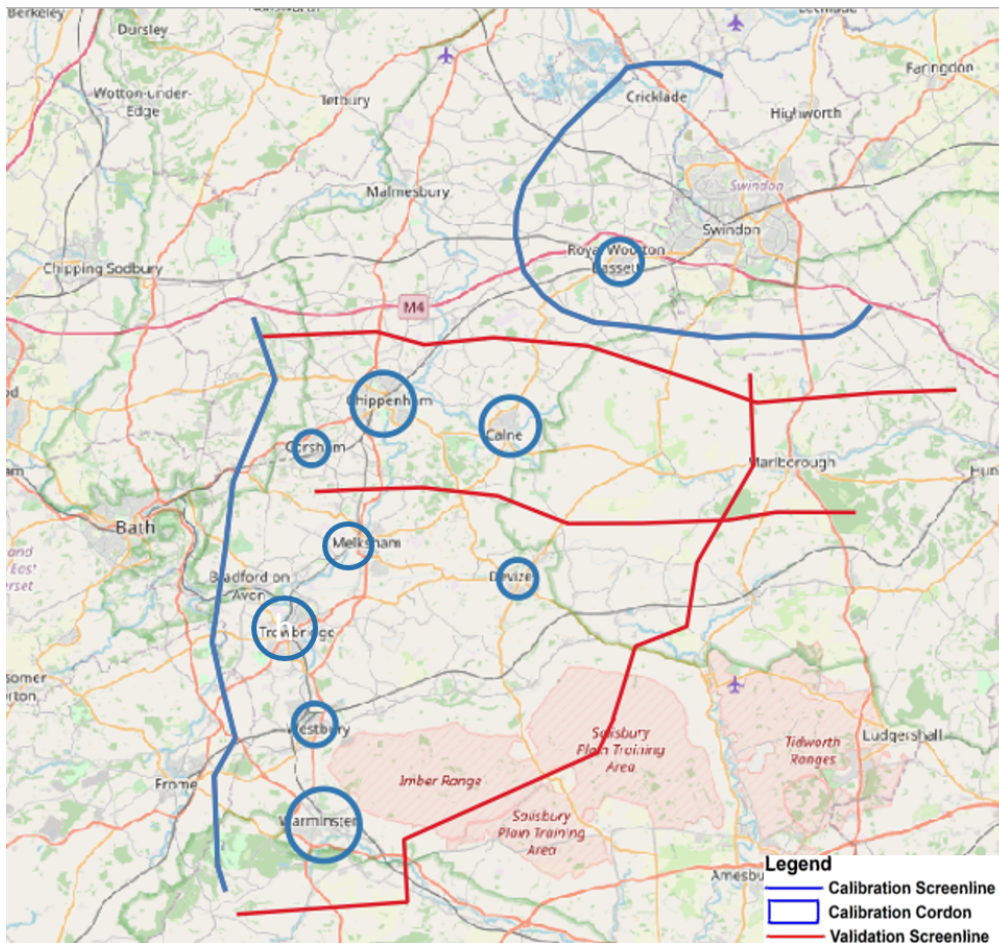 Berkeley
Dursley
Faringdon
Wotton-under-
Edge
Tetbury
Cricklade
Highworth
Malmesbury
Swindon
Swindon
Royal Wootton
Bassett
Chipping Sodbury
M4
Chippenham
Calne
Corsham
Marlborough
Bath
Melksham
Devize
Bradford on
Avon
Trowbridge
Westbury
Salisbury
Plain Training
Area
Tidworth
Ranges
Ludgershall
Imber Range
Frome
Salisbury
Plain Training
Area
Warminster
Amesbu
Legend
Calibration Screenline
Calibration Cordon
Validation Screenline